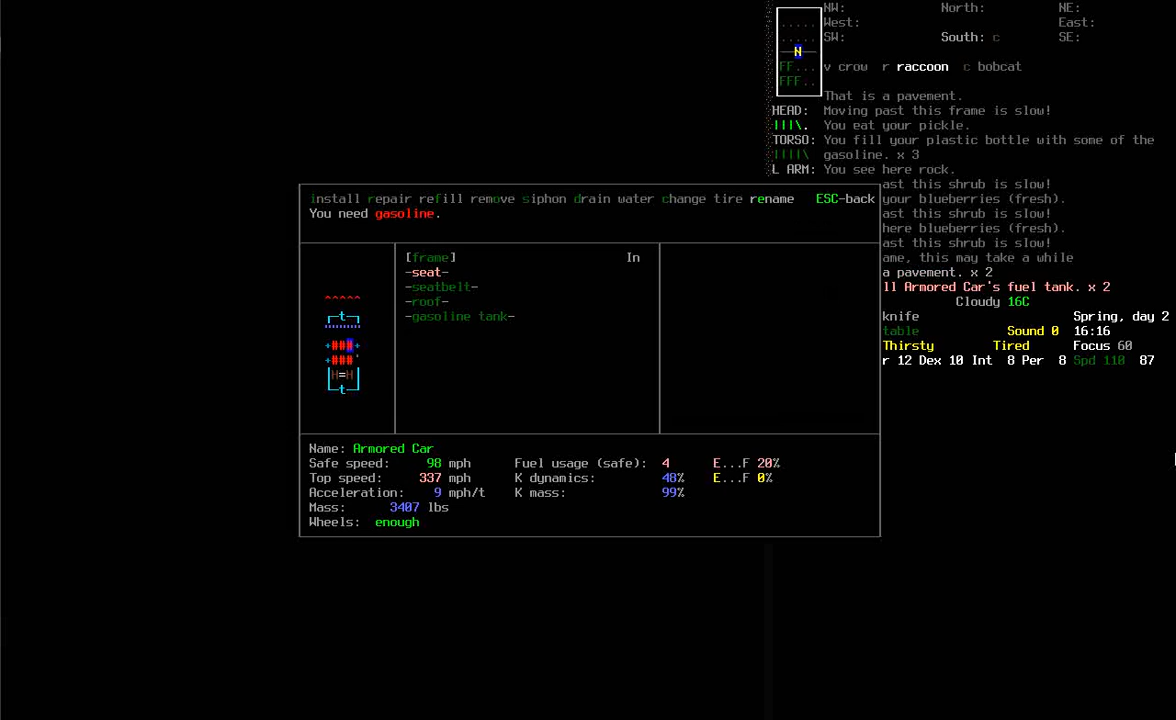 NW: North: NE:
West: East:
SW: South: c SE:
N
v crow r raccoon c bobcat
FF...
FFF..
That is a pavement.
HEAD: Moving past this frame is slow!
|||\. You eat your pickle.
TORSO: You fill your plastic bottle with some of the
||||\ gasoline. x 3
L ARM: You see here rock.
ast this shrub is slow!
install repair refill remove siphon drain water change tire rename ESC-back
your blueberries (fresh).
You need gasoline.
ast this shrub is slow!
here blueberries (fresh).
ast this shrub is slow!
[frame] In
ame, this may take a while
-seat-
a pavement. x 2
-seatbelt-
ll Armored Car's fuel tank. x 2
-roof-
Cloudy 16C
-gasoline tank-
knife Spring, day 2
table Sound 0 16:16
Thirsty Tired Focus 60
r 12 Dex 10 Int 8 Per 8 Spd 110 87
^^^^^
t
+###+
+###'
H=H
t
Name: Armored Car
Safe speed: 98 mph Fuel usage (safe): 4 E...F 20%
Top speed: 337 mph K dynamics: 48% E...F 0%
Acceleration: 9 mph/t K mass: 99%
Mass: 3407 lbs
Wheels: enough